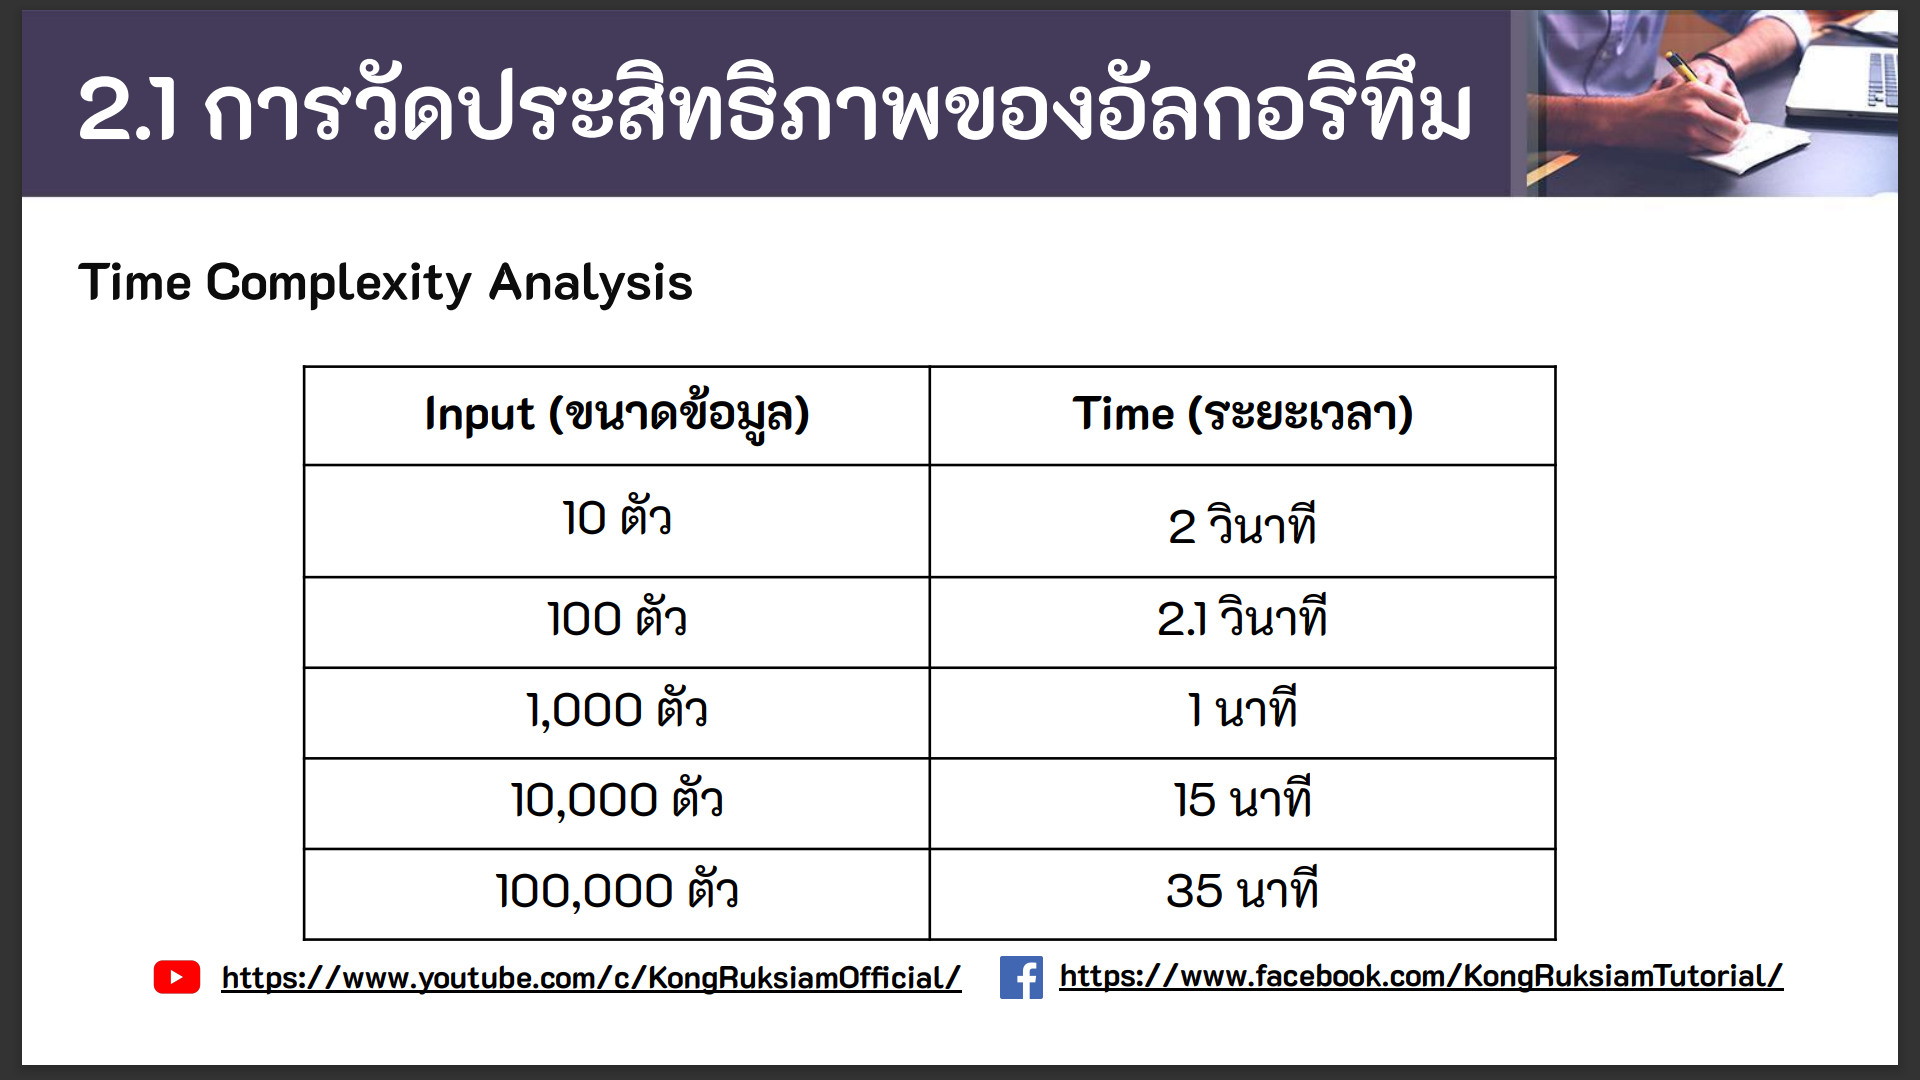 2.1 การวัดประสิทธิภาพของอัลกอริทึม
Time Complexity Analysis
Input (ขนาดข้อมูล) Time (ระยะเวลา)
10 ตัว 2 วินาที
100 ตัว 2.1 วินาที
1,000 ตัว 1 นาที
10,000 ตัว 15 นาที
100,000 ตัว 35 นาที
https://www.youtube.com/c/KongRuksiamOfficial/ https://www.facebook.com/KongRuksiamTutorial/